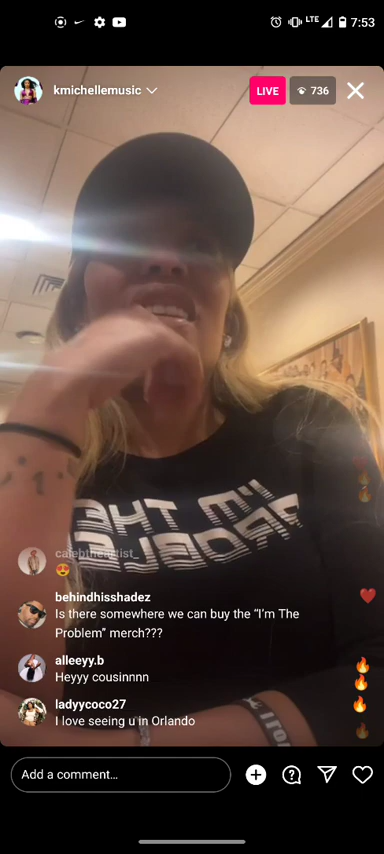 LTE 7:53
kmichellemusic LIVE 736
I'M THE
PROBLEM
calebtheartist_
😍
behindhisshadez
Is there somewhere we can buy the “I’m The
Problem” merch???
alleeyy.b
Heyyy cousinnnn
ladyycoco27
I love seeing u in Orlando
Add a comment…